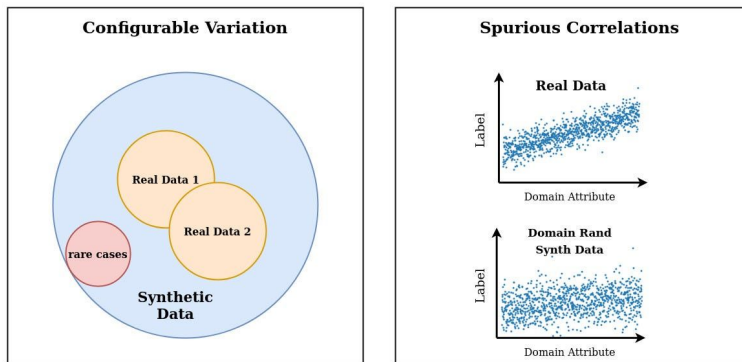 Configurable Variation
Real Data 1
Real Data 2
rare cases
Synthetic
Data
Spurious Correlations
Real Data
Label
Domain Attribute
Domain Rand
Synth Data
Label
Domain Attribute